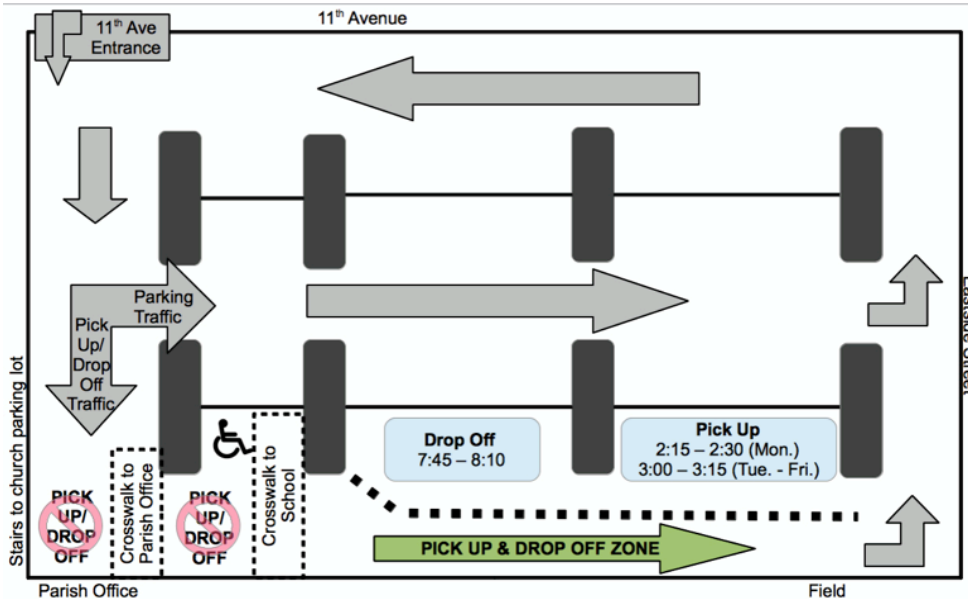 11th Avenue
11th Ave
Entrance
Parking
Traffic
Pick
Up/
Drop
Off
Traffic
Stairs to church parking lot
Eastside Street
Drop Off
7:45 – 8:10
Pick Up
2:15 – 2:30 (Mon.)
3:00 – 3:15 (Tue. - Fri.)
PICK
UP/
DROP
OFF
Crosswalk to
Parish Office
PICK
UP/
DROP
OFF
Crosswalk to
School
PICK UP & DROP OFF ZONE
Parish Office
Field